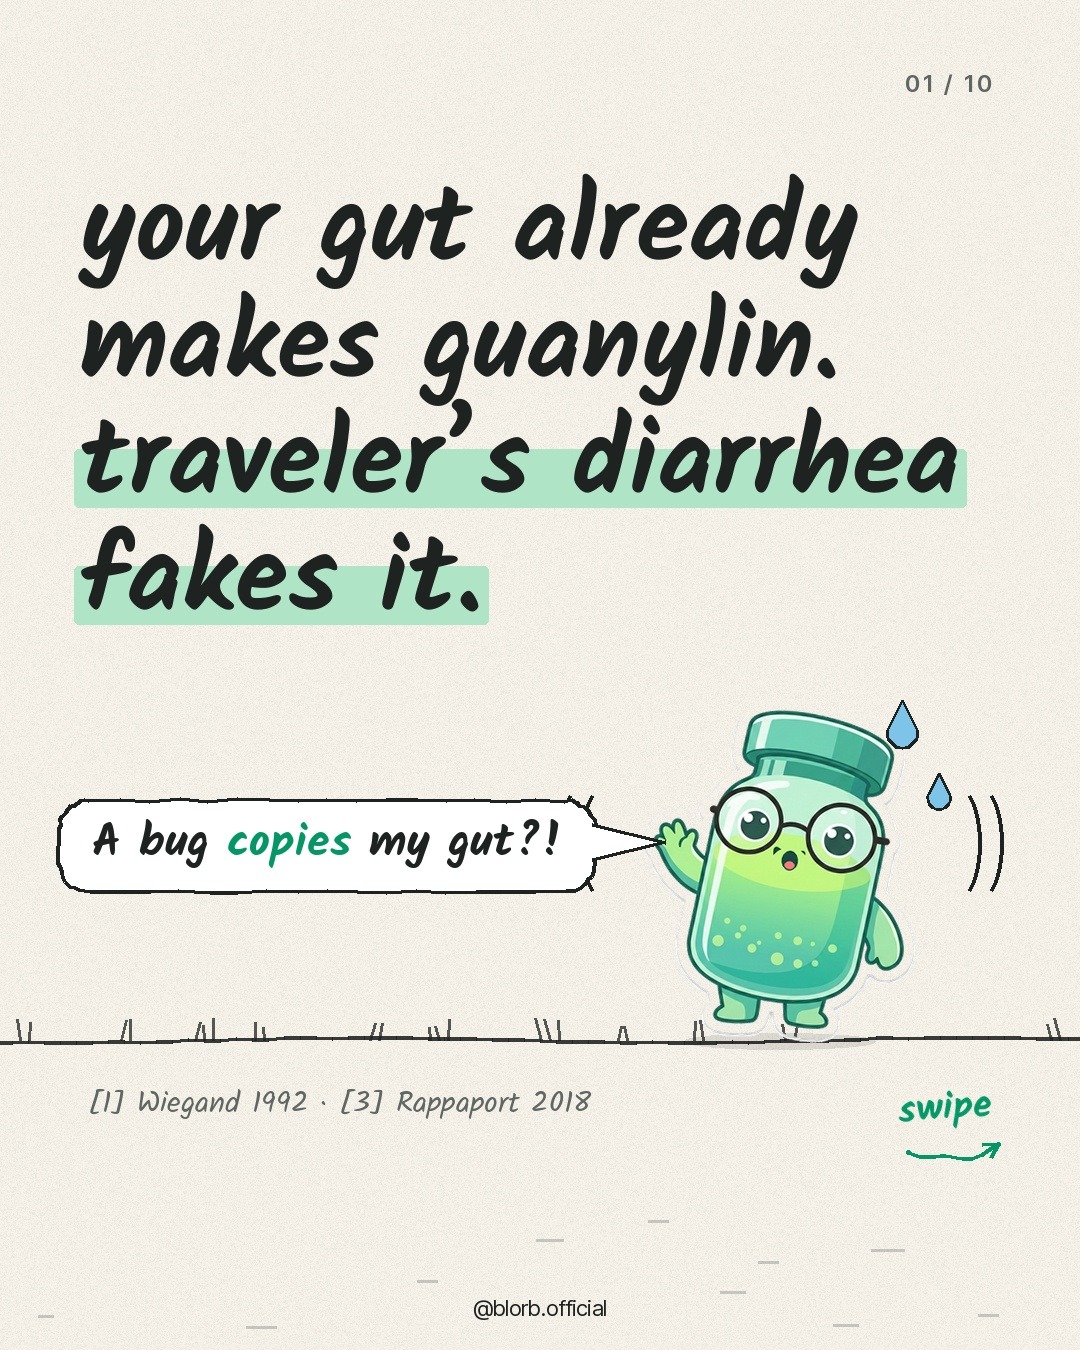 01 / 10
your gut already
makes guanylin.
traveler’s diarrhea
fakes it.
A bug copies my gut?!
[1] Wiegand 1992 · [3] Rappaport 2018
swipe
@blorb.official